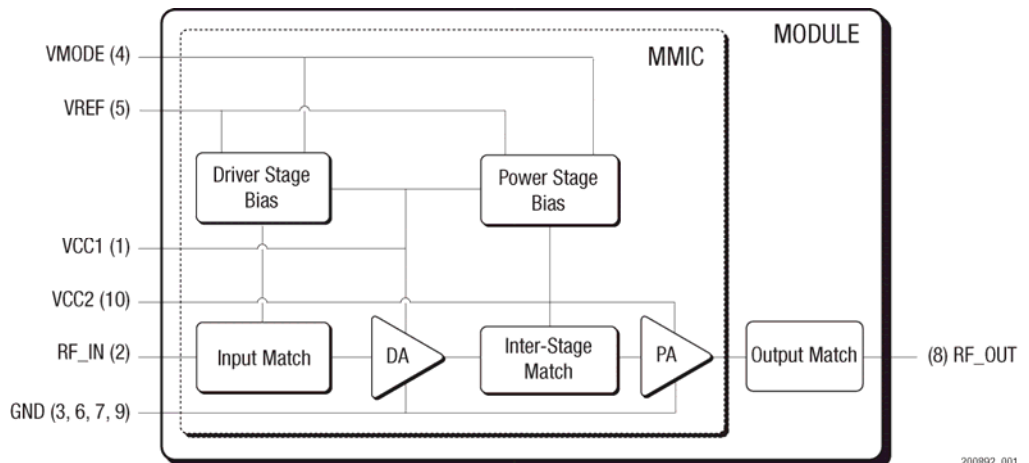 MODULE
MMIC
VMODE (4)
VREF (5)
Driver Stage
Bias
Power Stage
Bias
VCC1 (1)
VCC2 (10)
RF_IN (2)
Input Match
DA
Inter-Stage
Match
PA
Output Match
(8) RF_OUT
GND (3, 6, 7, 9)
200892_001